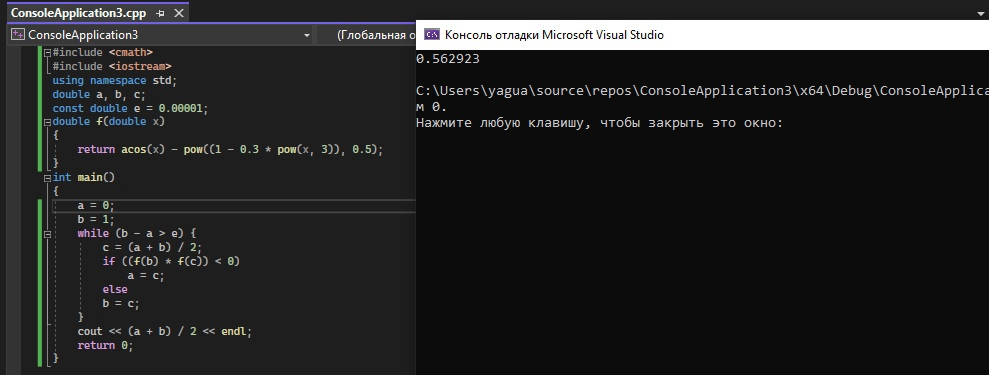 ConsoleApplication3.cpp
ConsoleApplication3
(Глобальная о
#include <cmath>
#include <iostream>
using namespace std;
double a, b, c;
const double e = 0.00001;
double f(double x)
{
return acos(x) - pow((1 - 0.3 * pow(x, 3)), 0.5);
}
int main()
{
a = 0;
b = 1;
while (b - a > e) {
c = (a + b) / 2;
if ((f(b) * f(c)) < 0)
a = c;
else
b = c;
}
cout << (a + b) / 2 << endl;
return 0;
}
Консоль отладки Microsoft Visual Studio
0.562923
C:\Users\yagua\source\repos\ConsoleApplication3\x64\Debug\ConsoleApplica
м 0.
Нажмите любую клавишу, чтобы закрыть это окно: